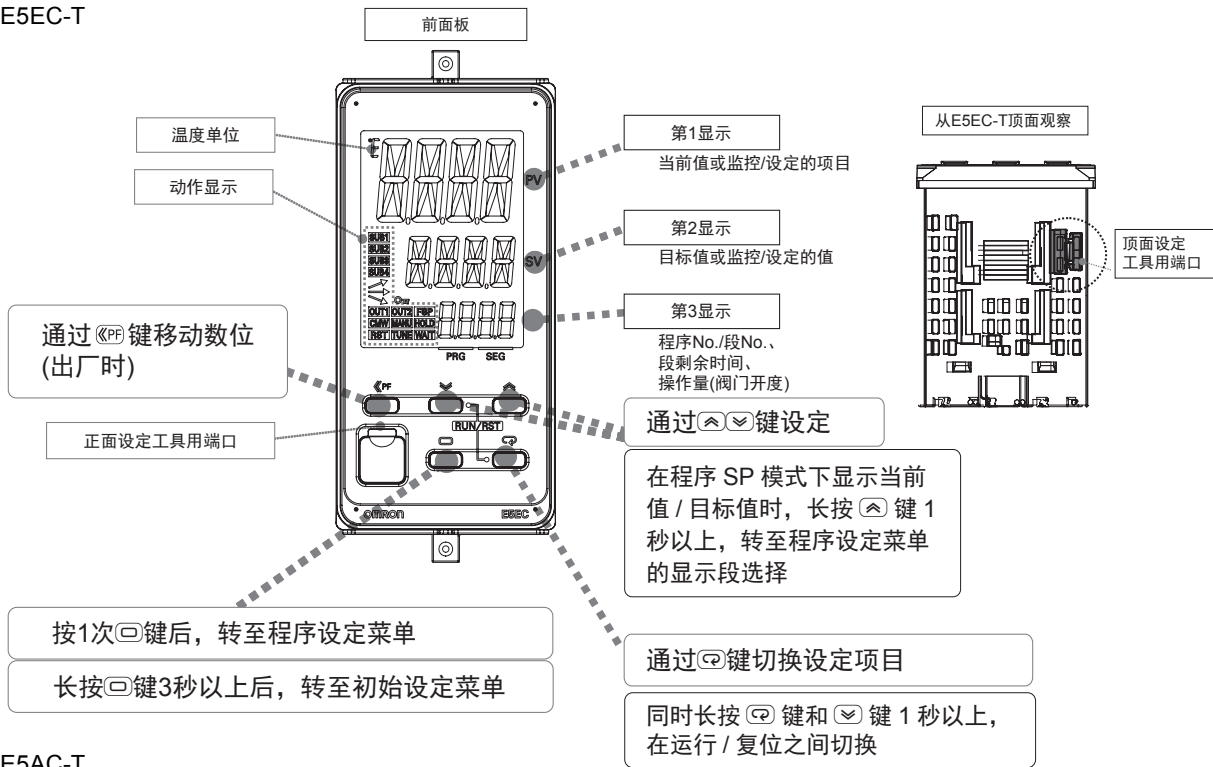 E5EC-T
前面板
温度单位
动作显示
第1显示
当前值或监控/设定的项目
从E5EC-T顶面观察
第2显示
目标值或监控/设定的值
顶面设定
工具用端口
PV
SUB1
SUB2
SUB3
SUB4
SV
Opr
OUT1 OUT2 FSP
CMW MANU HOLD
RST TUNE WAIT
PRG SEG
第3显示
程序No./段No.、
段剩余时间、
操作量(阀门开度)
通过 PF 键移动数位
(出厂时)
PF
RUN/RST
正面设定工具用端口
通过键设定
在程序 SP 模式下显示当前
值 / 目标值时，长按 键 1
秒以上，转至程序设定菜单
的显示段选择
omron E5EC
按1次键后，转至程序设定菜单
长按键3秒以上后，转至初始设定菜单
通过键切换设定项目
同时长按 键和 键 1 秒以上，
在运行 / 复位之间切换
E5AC-T